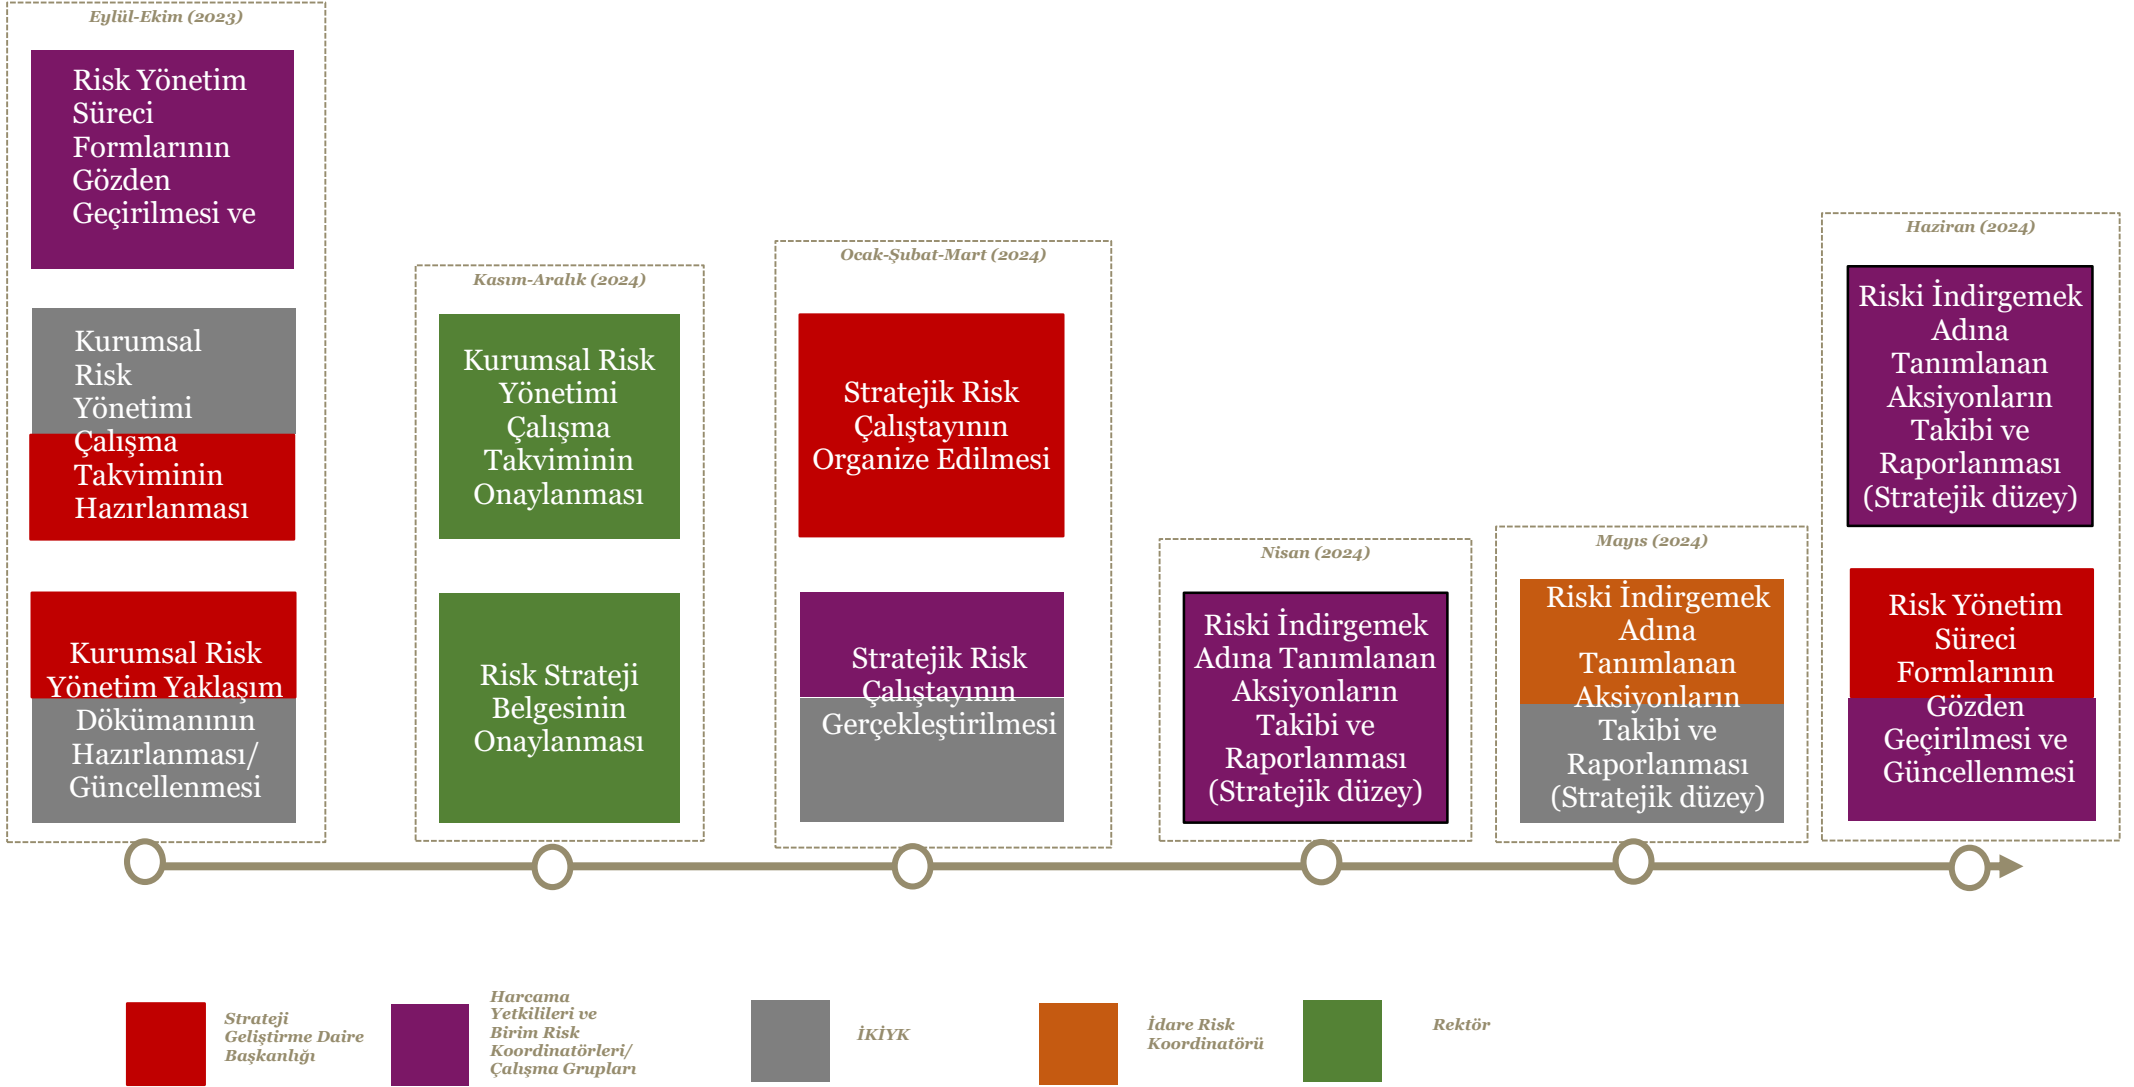 Eylül-Ekim (2023)
Risk Yönetim
Süreci
Formlarının
Gözden
Geçirilmesi ve
Kurumsal
Risk
Yönetimi
Çalışma
Takviminin
Hazırlanması
Kurumsal Risk
Yönetim Yaklaşım
Dökümanının
Hazırlanması/
Güncellenmesi
Kasım-Aralık (2024)
Kurumsal Risk
Yönetimi
Çalışma
Takviminin
Onaylanması
Risk Strateji
Belgesinin
Onaylanması
Ocak-Şubat-Mart (2024)
Stratejik Risk
Çalıştayının
Organize Edilmesi
Stratejik Risk
Çalıştayının
Gerçekleştirilmesi
Nisan (2024)
Riski İndirgemek
Adına Tanımlanan
Aksiyonların
Takibi ve
Raporlanması
(Stratejik düzey)
Mayıs (2024)
Riski İndirgemek
Adına
Tanımlanan
Aksiyonların
Takibi ve
Raporlanması
(Stratejik düzey)
Haziran (2024)
Riski İndirgemek
Adına
Tanımlanan
Aksiyonların
Takibi ve
Raporlanması
(Stratejik düzey)
Risk Yönetim
Süreci
Formlarının
Gözden
Geçirilmesi ve
Güncellenmesi
Strateji
Geliştirme Daire
Başkanlığı
Harcama
Yetkilileri ve
Birim Risk
Koordinatörleri/
Çalışma Grupları
İKİYK
İdare Risk
Koordinatörü
Rektör